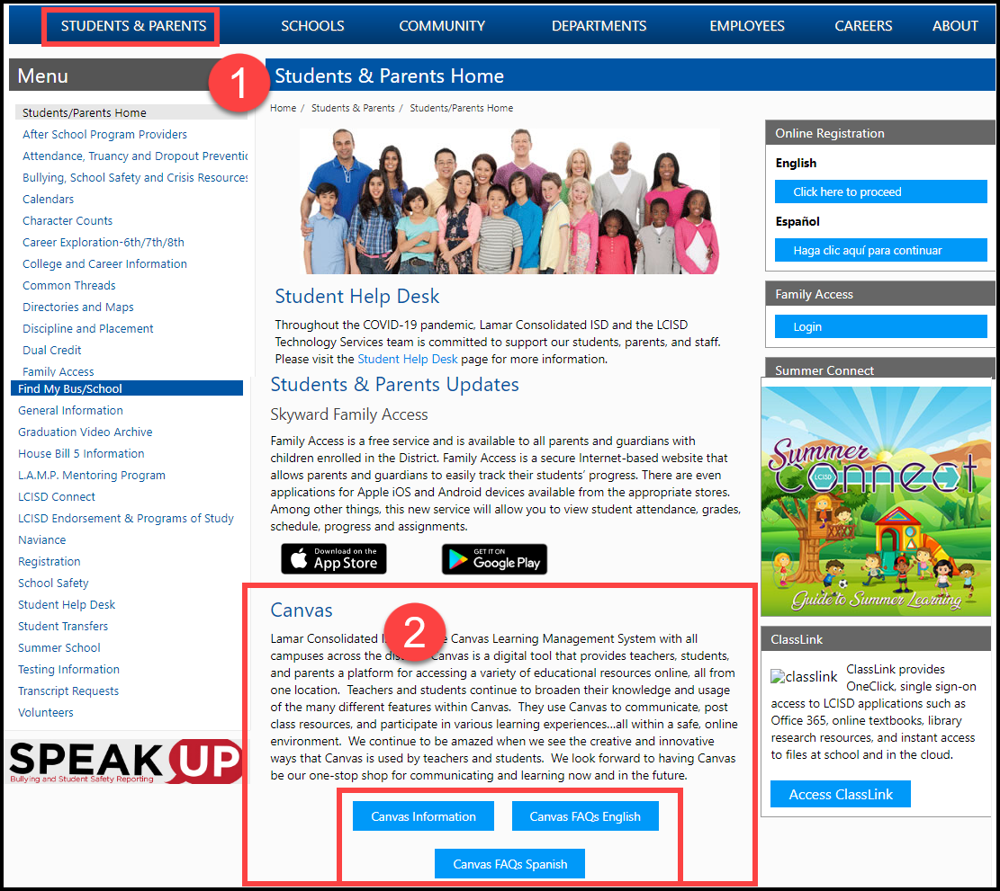 STUDENTS & PARENTS
SCHOOLS
COMMUNITY
DEPARTMENTS
EMPLOYEES
CAREERS
ABOUT
Menu
1
Students & Parents Home
Students/Parents Home
After School Program Providers
Attendance, Truancy and Dropout Preventic
Bullying, School Safety and Crisis Resources
Calendars
Character Counts
Career Exploration-6th/7th/8th
College and Career Information
Common Threads
Directories and Maps
Discipline and Placement
Dual Credit
Family Access
Find My Bus/School
General Information
Graduation Video Archive
House Bill 5 Information
L.A.M.P. Mentoring Program
LCISD Connect
LCISD Endorsement & Programs of Study
Naviance
Registration
School Safety
Student Help Desk
Student Transfers
Summer School
Testing Information
Transcript Requests
Volunteers
SPEAK UP
Bullying and Student Safety Reporting
Home / Students & Parents / Students/Parents Home
Student Help Desk
Throughout the COVID-19 pandemic, Lamar Consolidated ISD and the LCISD
Technology Services team is committed to support our students, parents, and staff.
Please visit the Student Help Desk page for more information.
Students & Parents Updates
Skyward Family Access
Family Access is a free service and is available to all parents and guardians with
children enrolled in the District. Family Access is a secure Internet-based website that
allows parents and guardians to easily track their students' progress. There are even
applications for Apple iOS and Android devices available from the appropriate stores.
Among other things, this new service will allow you to view student attendance, grades,
schedule, progress and assignments.
Download on the
App Store
GET IT ON
Google Play
Canvas
2
Lamar Consolidated Canvas Learning Management System with all
campuses across the Canvas is a digital tool that provides teachers, students,
and parents a platform for accessing a variety of educational resources online, all from
one location. Teachers and students continue to broaden their knowledge and usage
of the many different features within Canvas. They use Canvas to communicate, post
class resources, and participate in various learning experiences...all within a safe, online
environment. We continue to be amazed when we see the creative and innovative
ways that Canvas is used by teachers and students. We look forward to having Canvas
be our one-stop shop for communicating and learning now and in the future.
Canvas Information
Canvas FAQs English
Canvas FAQs Spanish
Online Registration
English
Click here to proceed
Español
Haga clic aquí para continuar
Family Access
Login
Summer Connect
Summer
Connect
LCISD
Guide to Summer Learning
ClassLink
classlink
ClassLink provides
OneClick, single sign-on
access to LCISD applications such as
Office 365, online textbooks, library
research resources, and instant access
to files at school and in the cloud.
Access ClassLink